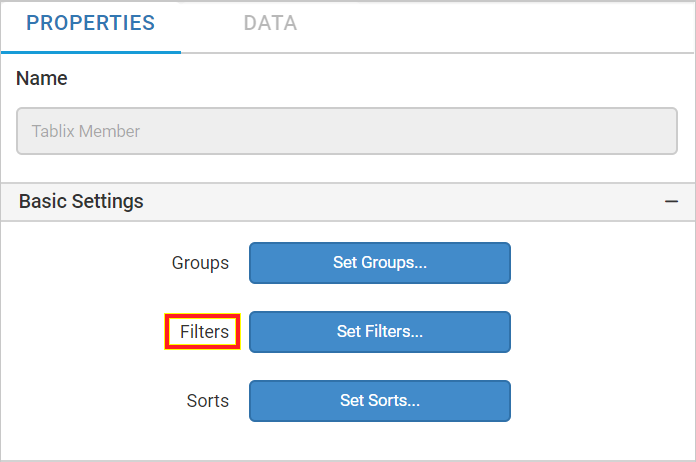 PROPERTIES DATA
Name
Tablix Member
Basic Settings
Groups Set Groups...
Filters Set Filters...
Sorts Set Sorts...